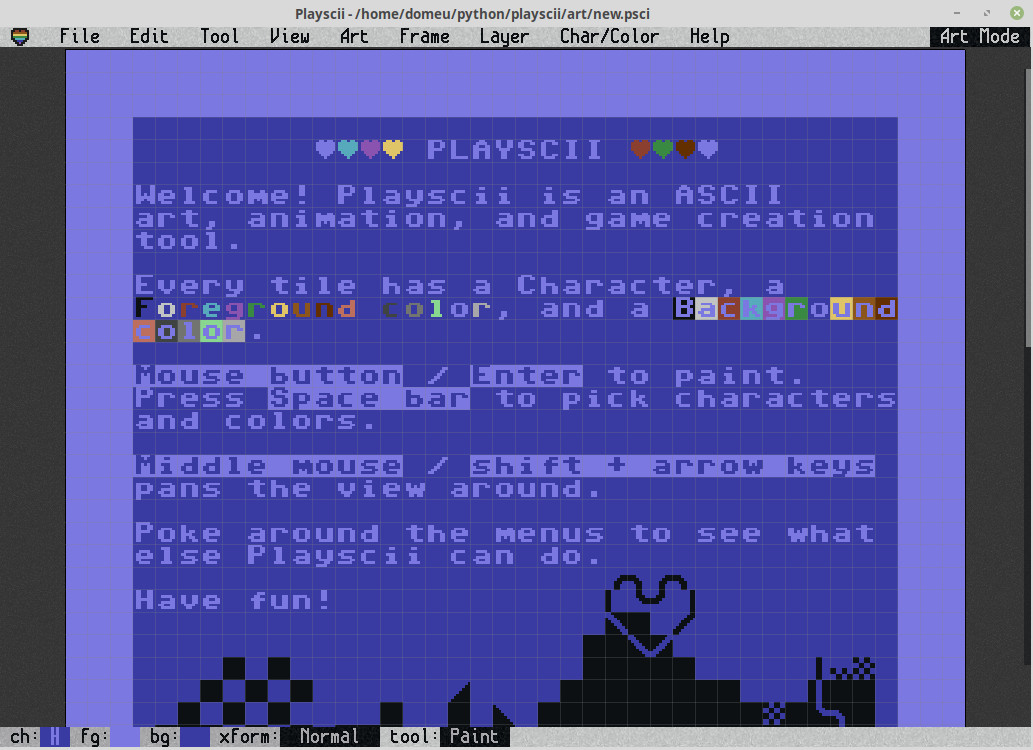 Playscii - /home/domeu/python/playscii/art/new.psci
File Edit Tool View Art Frame Layer Char/Color Help Art Mode
PLAYSCII
Welcome! Playscii is an ASCII
art, animation, and game creation
tool.
Every tile has a Character, a
Foreground color, and a Background
color.
Mouse button / Enter to paint.
Press Space bar to pick characters
and colors.
Middle mouse / shift + arrow keys
pans the view around.
Poke around the menus to see what
else Playscii can do.
Have fun!
ch: H fg: bg: xform: Normal tool: Paint